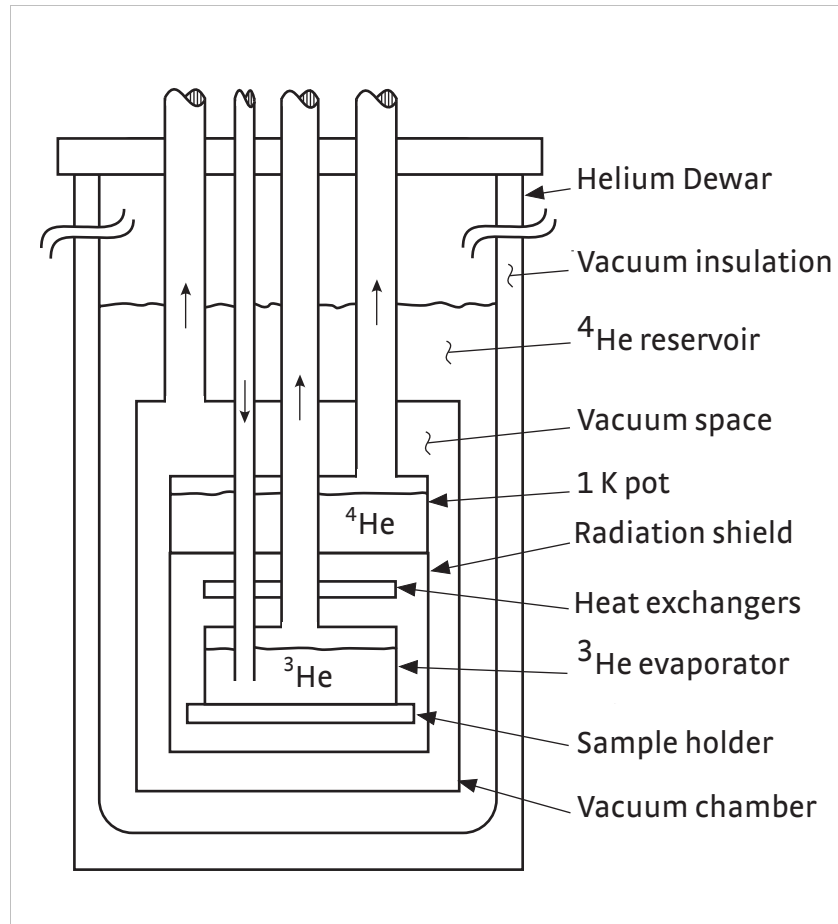 Helium Dewar
Vacuum insulation
⁴He reservoir
Vacuum space
1 K pot
⁴He
Radiation shield
Heat exchangers
³He evaporator
³He
Sample holder
Vacuum chamber